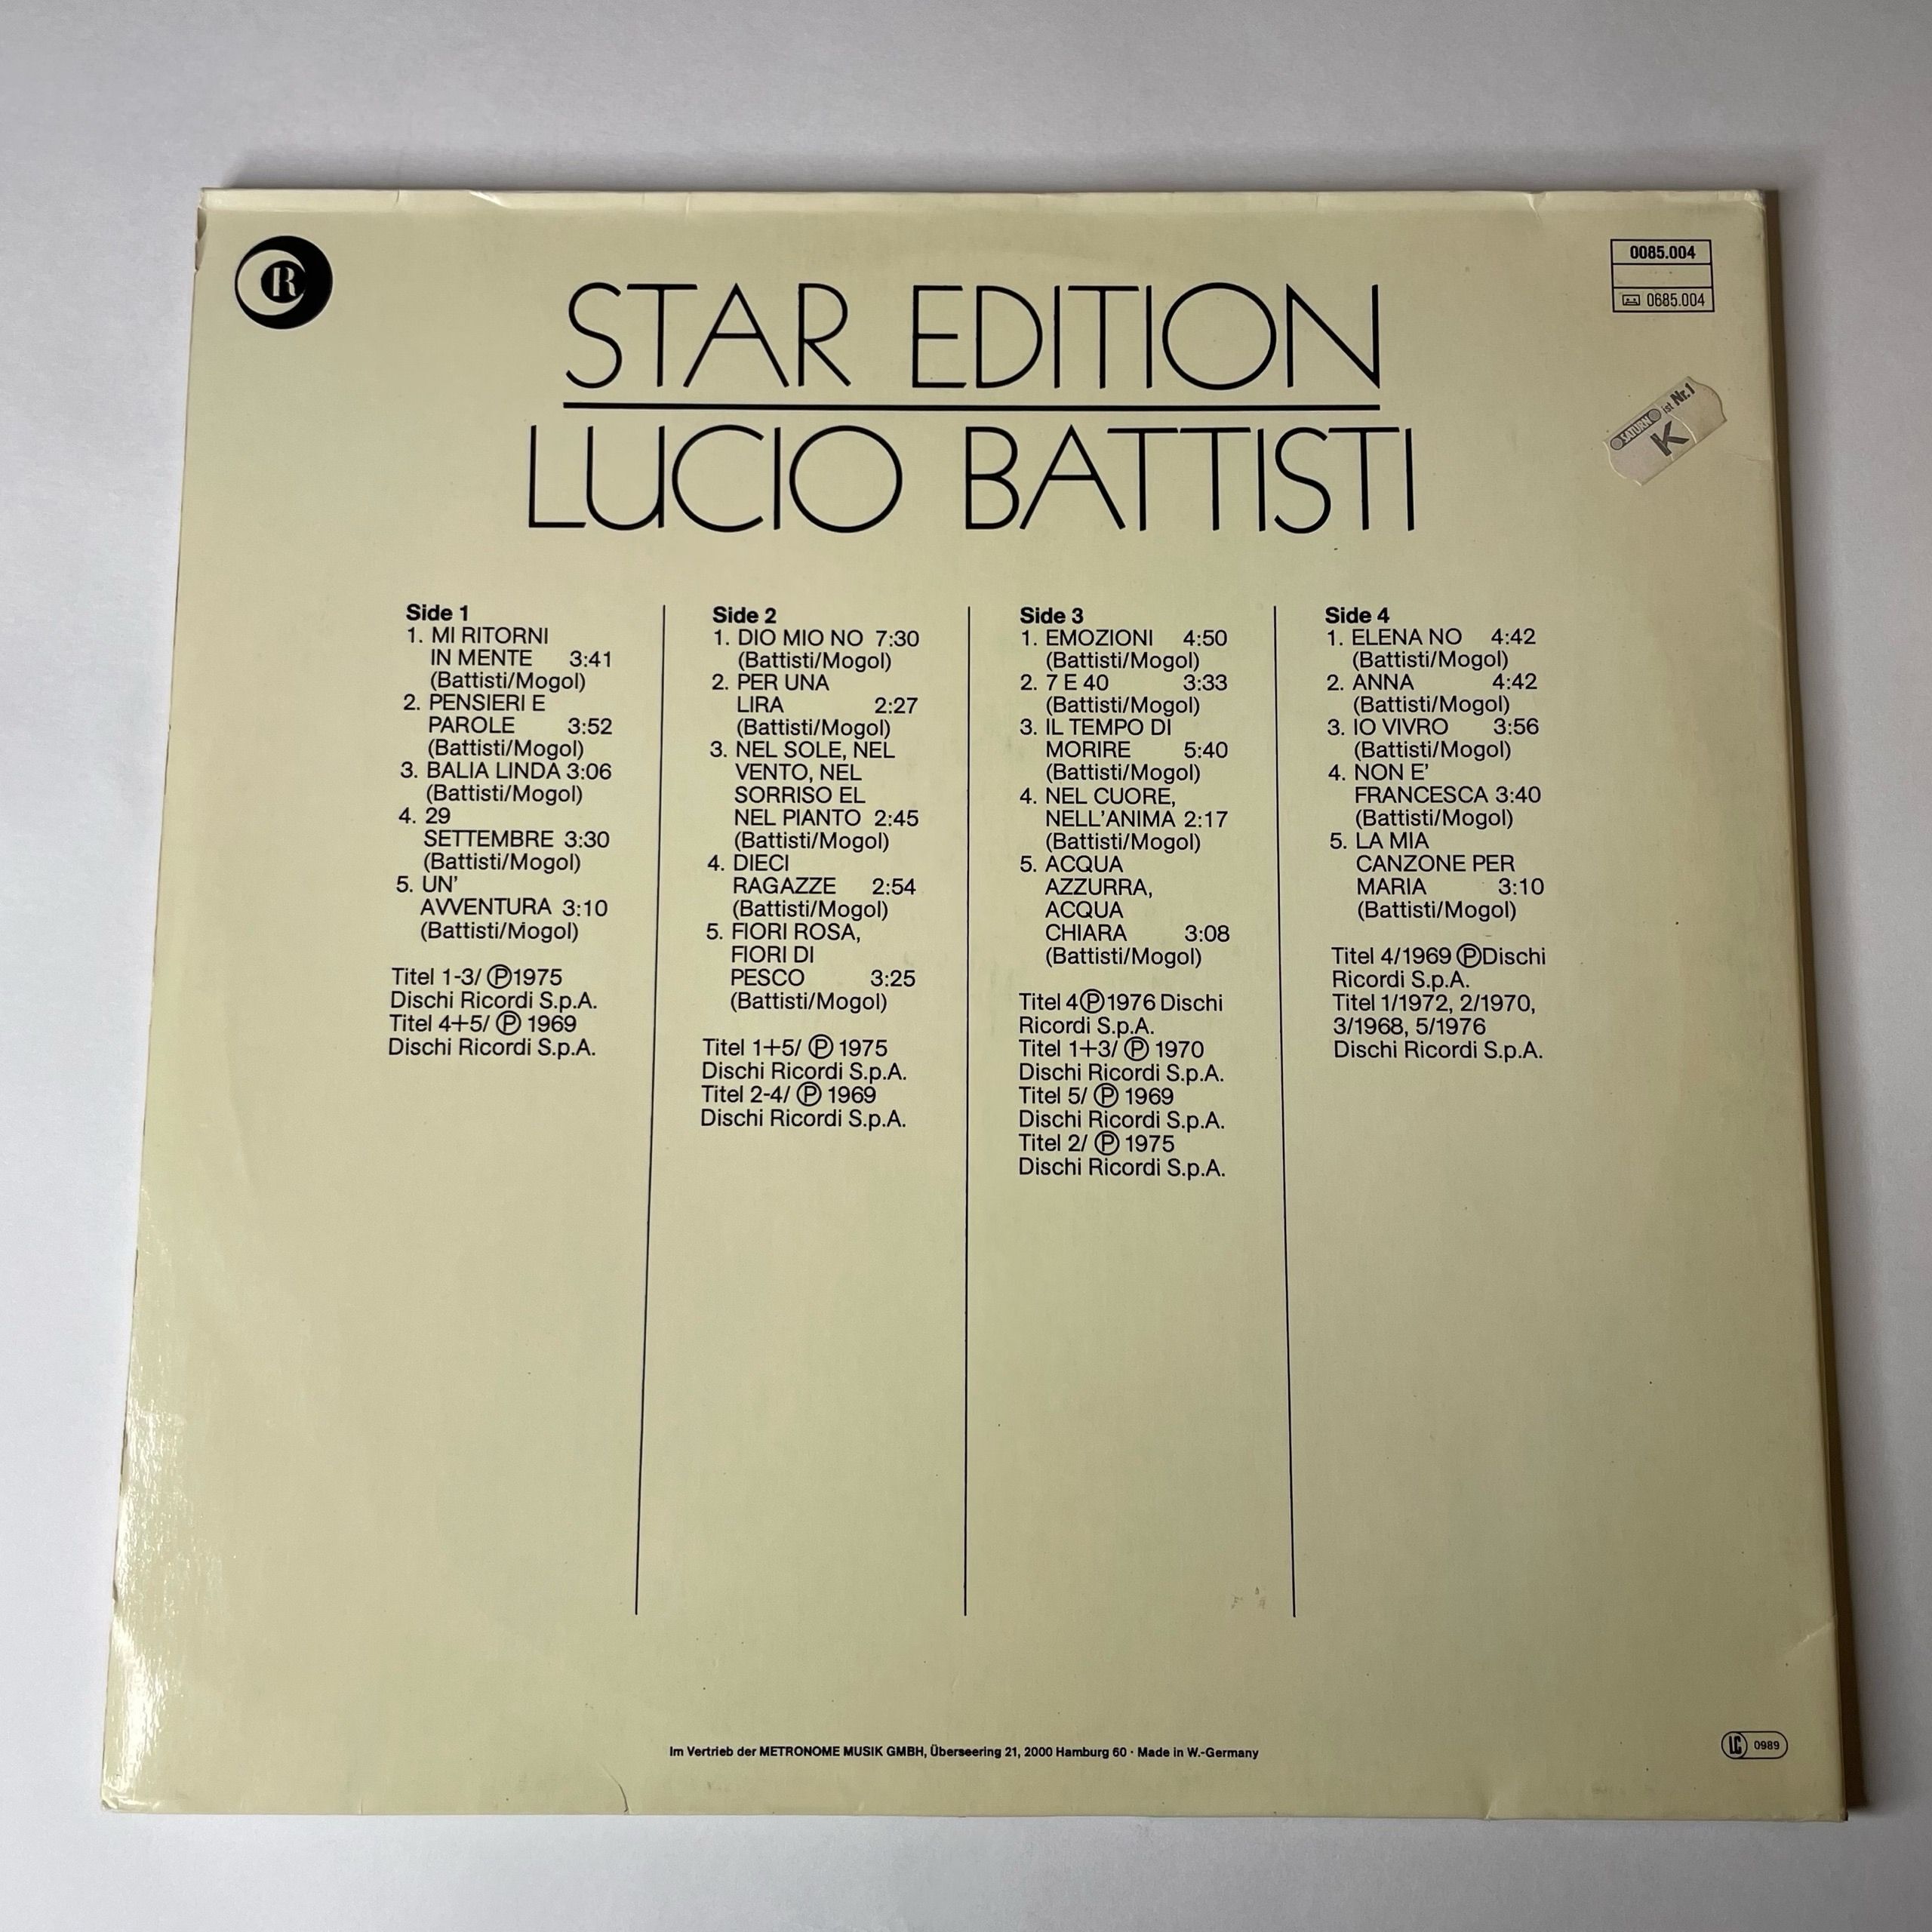 R
0085.004
0685.004
STAR EDITION
LUCIO BATTISTI
SATURN ist Nr.1
K
Side 1
1. MI RITORNI
IN MENTE 3:41
(Battisti/Mogol)
2. PENSIERI E
PAROLE 3:52
(Battisti/Mogol)
3. BALIA LINDA 3:06
(Battisti/Mogol)
4. 29
SETTEMBRE 3:30
(Battisti/Mogol)
5. UN'
AVVENTURA 3:10
(Battisti/Mogol)
Titel 1-3/ Ⓟ1975
Dischi Ricordi S.p.A.
Titel 4+5/ Ⓟ 1969
Dischi Ricordi S.p.A.
Side 2
1. DIO MIO NO 7:30
(Battisti/Mogol)
2. PER UNA
LIRA 2:27
(Battisti/Mogol)
3. NEL SOLE, NEL
VENTO, NEL
SORRISO EL
NEL PIANTO 2:45
(Battisti/Mogol)
4. DIECI
RAGAZZE 2:54
(Battisti/Mogol)
5. FIORI ROSA,
FIORI DI
PESCO 3:25
(Battisti/Mogol)
Titel 1+5/ Ⓟ 1975
Dischi Ricordi S.p.A.
Titel 2-4/ Ⓟ 1969
Dischi Ricordi S.p.A.
Side 3
1. EMOZIONI 4:50
(Battisti/Mogol)
2. 7 E 40 3:33
(Battisti/Mogol)
3. IL TEMPO DI
MORIRE 5:40
(Battisti/Mogol)
4. NEL CUORE,
NELL'ANIMA 2:17
(Battisti/Mogol)
5. ACQUA
AZZURRA,
ACQUA
CHIARA 3:08
(Battisti/Mogol)
Titel 4Ⓟ1976 Dischi
Ricordi S.p.A.
Titel 1+3/ Ⓟ 1970
Dischi Ricordi S.p.A.
Titel 5/ Ⓟ 1969
Dischi Ricordi S.p.A.
Titel 2/ Ⓟ 1975
Dischi Ricordi S.p.A.
Side 4
1. ELENA NO 4:42
(Battisti/Mogol)
2. ANNA 4:42
(Battisti/Mogol)
3. IO VIVRO 3:56
(Battisti/Mogol)
4. NON E'
FRANCESCA 3:40
(Battisti/Mogol)
5. LA MIA
CANZONE PER
MARIA 3:10
(Battisti/Mogol)
Titel 4/1969 ⓅDischi
Ricordi S.p.A.
Titel 1/1972, 2/1970,
3/1968, 5/1976
Dischi Ricordi S.p.A.
Im Vertrieb der METRONOME MUSIK GMBH, Überseering 21, 2000 Hamburg 60 · Made in W.-Germany
LC 0989